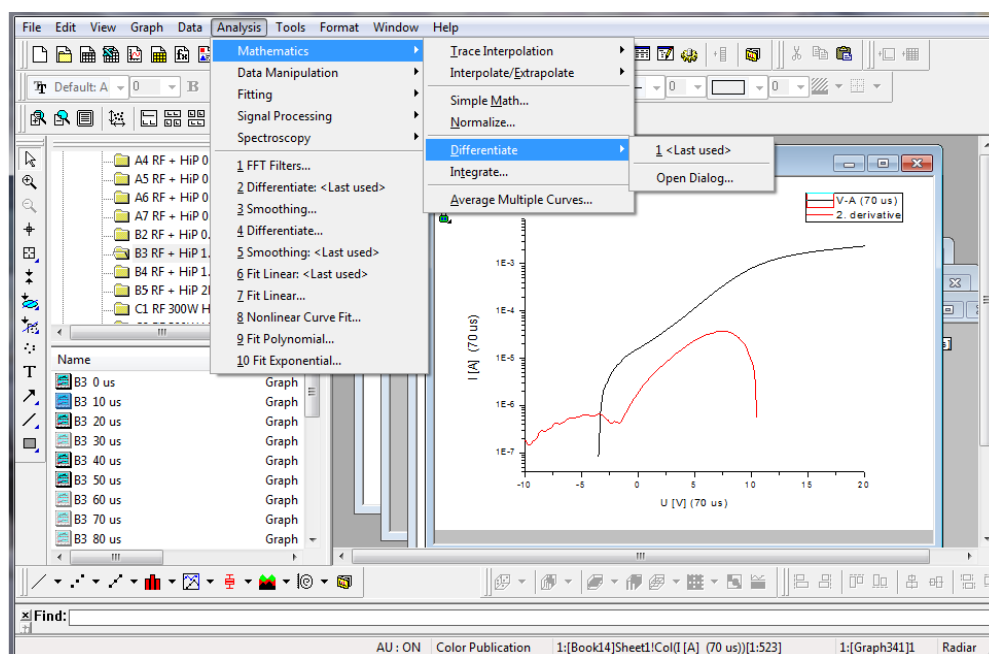 File Edit View Graph Data Analysis Tools Format Window Help
Default: A 0 B 0 0
Mathematics
Data Manipulation
Fitting
Signal Processing
Spectroscopy
1 FFT Filters...
2 Differentiate: <Last used>
3 Smoothing...
4 Differentiate...
5 Smoothing: <Last used>
6 Fit Linear: <Last used>
7 Fit Linear...
8 Nonlinear Curve Fit...
9 Fit Polynomial...
10 Fit Exponential...
Trace Interpolation
Interpolate/Extrapolate
Simple Math...
Normalize...
Differentiate
Integrate...
Average Multiple Curves...
1 <Last used>
Open Dialog...
A4 RF + HiP 0
A5 RF + HiP 0
A6 RF + HiP 0
A7 RF + HiP 0
B2 RF + HiP 0.
B3 RF + HiP 1.
B4 RF + HiP 1.
B5 RF + HiP 2
C1 RF 300W H
Name
B3 0 us Graph
B3 10 us Graph
B3 20 us Graph
B3 30 us Graph
B3 40 us Graph
B3 50 us Graph
B3 60 us Graph
B3 70 us Graph
B3 80 us Graph
V-A (70 us)
2. derivative
1E-3
1E-4
1E-5
1E-6
1E-7
I [A] (70 us)
-10 -5 0 5 10 15 20
U [V] (70 us)
Find:
AU : ON Color Publication 1:[Book14]Sheet1!Col(I [A] (70 us))[1:523] 1:[Graph341]1 Radiar